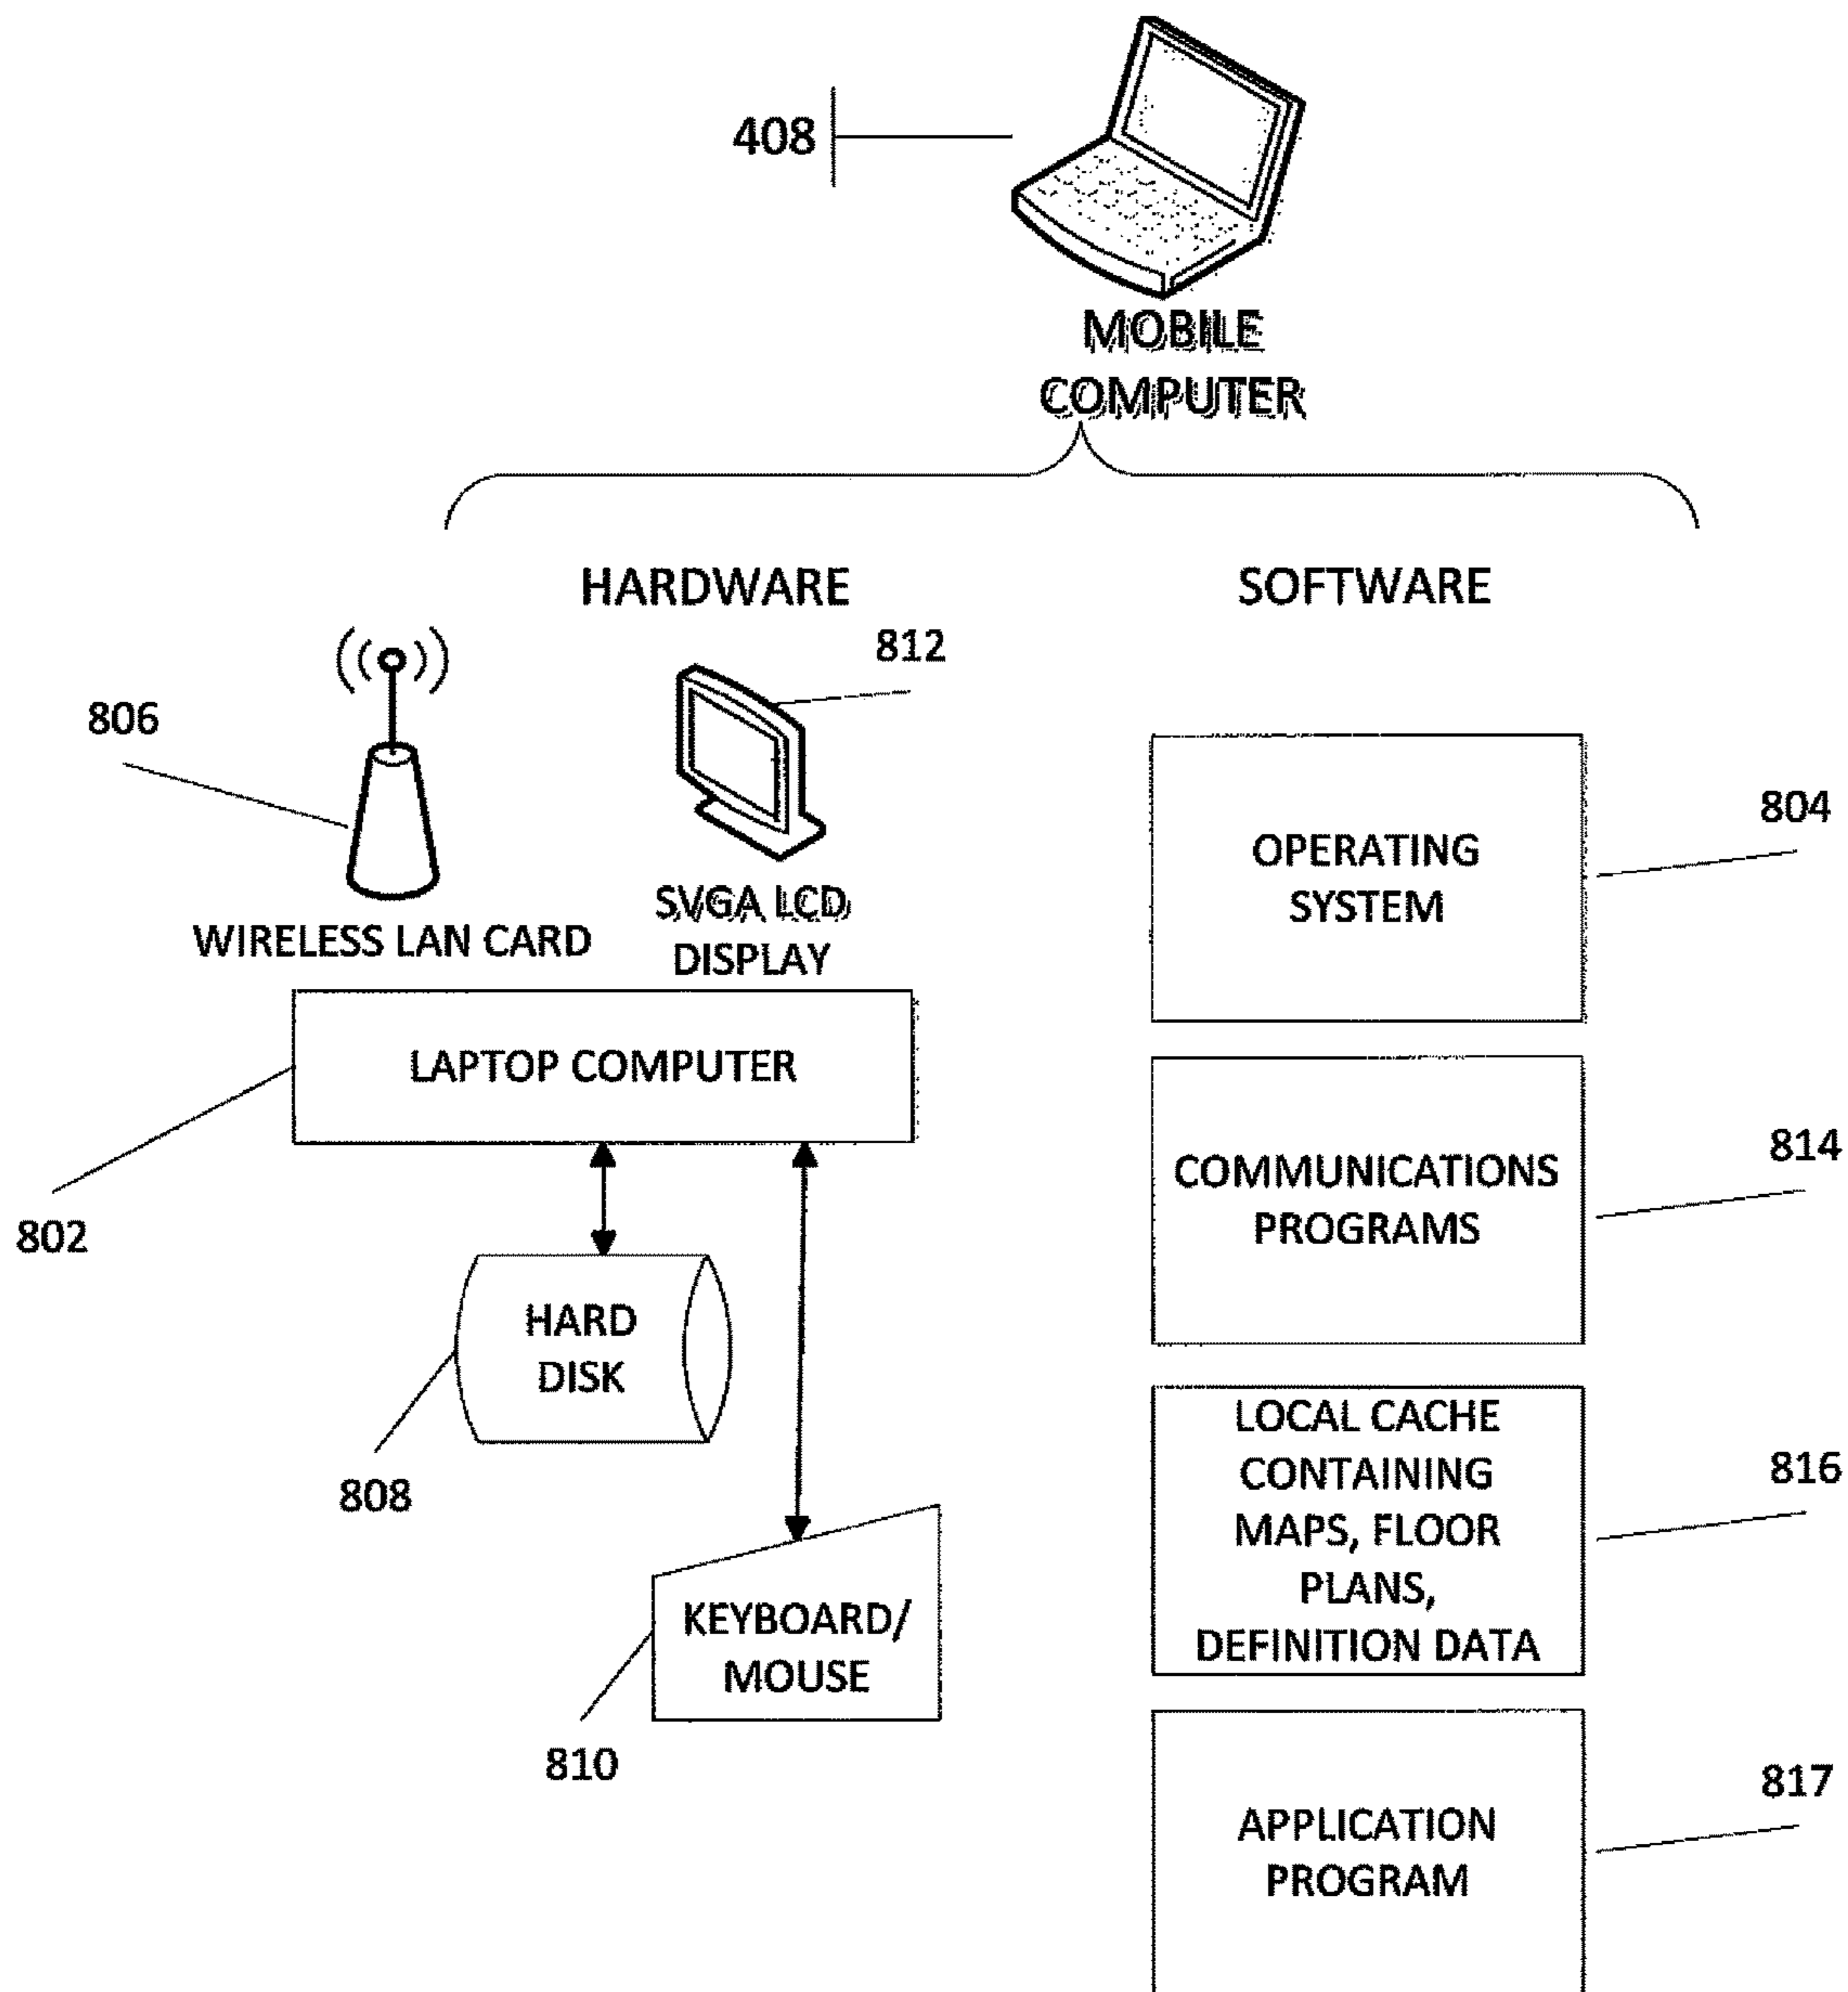 408
MOBILE
COMPUTER
HARDWARE
SOFTWARE
812
806
804
WIRELESS LAN CARD
SVGA LCD
DISPLAY
OPERATING
SYSTEM
LAPTOP COMPUTER
802
COMMUNICATIONS
PROGRAMS
814
HARD
DISK
808
LOCAL CACHE
CONTAINING
MAPS, FLOOR
PLANS,
DEFINITION DATA
816
KEYBOARD/
MOUSE
810
APPLICATION
PROGRAM
817